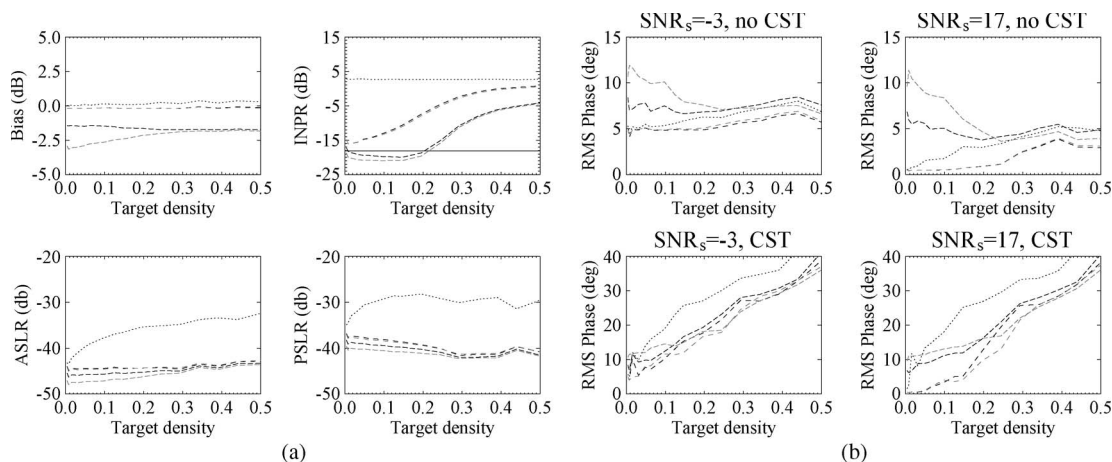 5.0
2.5
0.0
-2.5
-5.0
Bias (dB)
0.0 0.1 0.2 0.3 0.4 0.5
Target density
15
5
-5
-15
-25
INPR (dB)
0.0 0.1 0.2 0.3 0.4 0.5
Target density
SNRs=-3, no CST
15
10
5
0
RMS Phase (deg)
0.0 0.1 0.2 0.3 0.4 0.5
Target density
SNRs=17, no CST
15
10
5
0
RMS Phase (deg)
0.0 0.1 0.2 0.3 0.4 0.5
Target density
-20
-30
-40
-50
ASLR (db)
0.0 0.1 0.2 0.3 0.4 0.5
Target density
-20
-30
-40
-50
PSLR (db)
0.0 0.1 0.2 0.3 0.4 0.5
Target density
SNRs=-3, CST
40
30
20
10
0
RMS Phase (deg)
0.0 0.1 0.2 0.3 0.4 0.5
Target density
SNRs=17, CST
40
30
20
10
0
RMS Phase (deg)
0.0 0.1 0.2 0.3 0.4 0.5
Target density
(a)
(b)